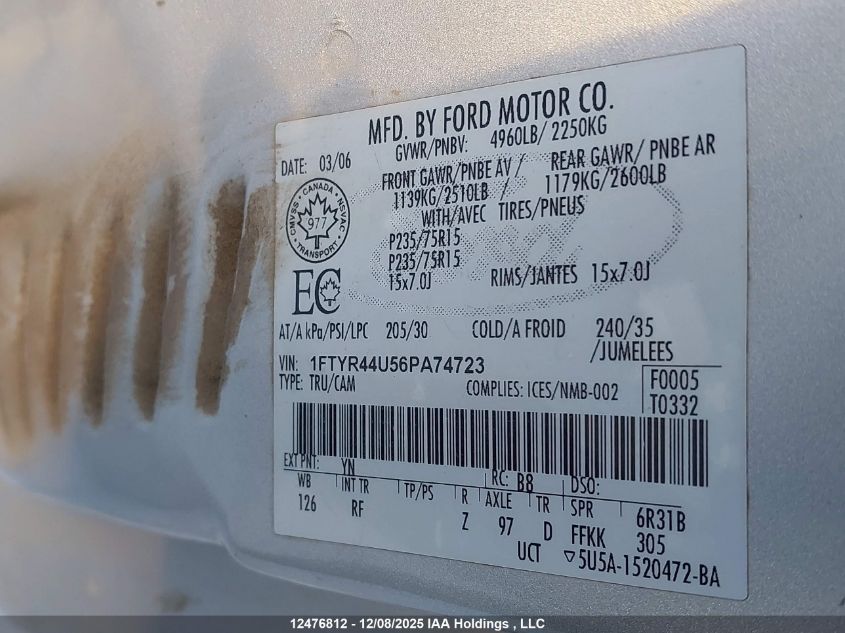 MFD. BY FORD MOTOR CO.
DATE: 03/06 GVWR/PNBV: 4960LB/ 2250KG
FRONT GAWR/PNBE AV / REAR GAWR/ PNBE AR
1139KG/2510LB / 1179KG/2600LB
WITH/AVEC TIRES/PNEUS
P235/75R15
P235/75R15
15x7.0J RIMS/JANTES 15x7.0J
CANADA
CMVSS NSVAC
977
TRANSPORT
EC
AT/A kPa/PSI/LPC 205/30 COLD/A FROID 240/35
/JUMELEES
VIN: 1FTYR44U56PA74723
TYPE: TRU/CAM COMPLIES: ICES/NMB-002
F0005
T0332
EXT PNT: YN RC: B8 DSO:
WB INT TR TP/PS R AXLE TR SPR 6R31B
126 RF Z 97 D FFKK 305
UCT ▽5U5A-1520472-BA
12476812 - 12/08/2025 IAA Holdings , LLC